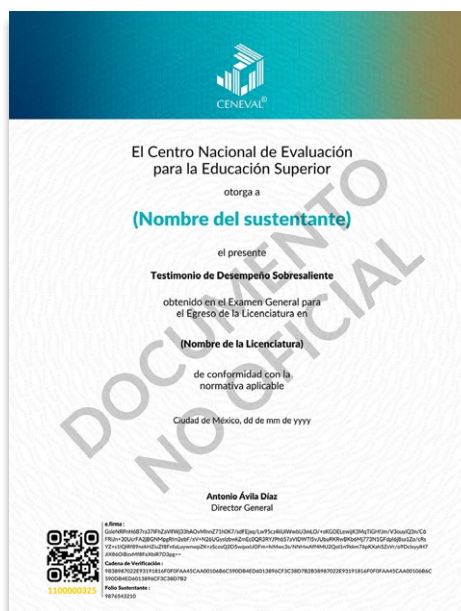 CENEVAL®
El Centro Nacional de Evaluación
para la Educación Superior
otorga a
(Nombre del sustentante)
el presente
Testimonio de Desempeño Sobresaliente
obtenido en el Examen General para
el Egreso de la Licenciatura en
(Nombre de la Licenciatura)
de conformidad con la
normativa aplicable
Ciudad de México, dd de mm de yyyy
DOCUMENTO
NO OFICIAL
Antonio Ávila Díaz
Director General
e.firma :
Cadena de Verificación :
Folio Sustentante :
9876543210
1100000325